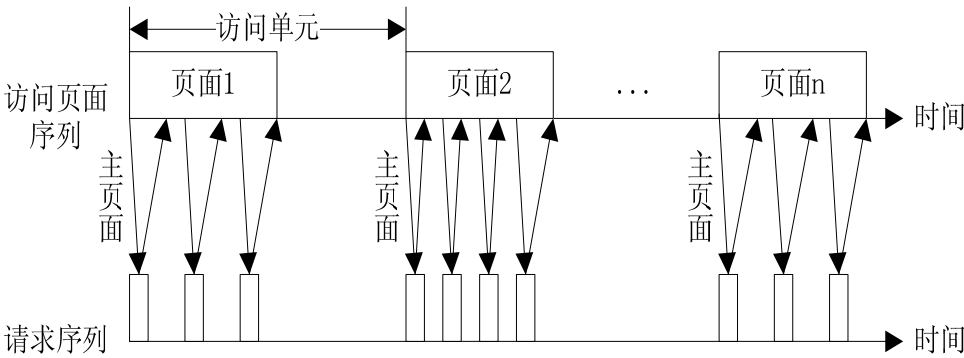 访问单元
页面1
页面2
...
页面n
访问页面
序列
时间
主页面
主页面
主页面
请求序列
时间